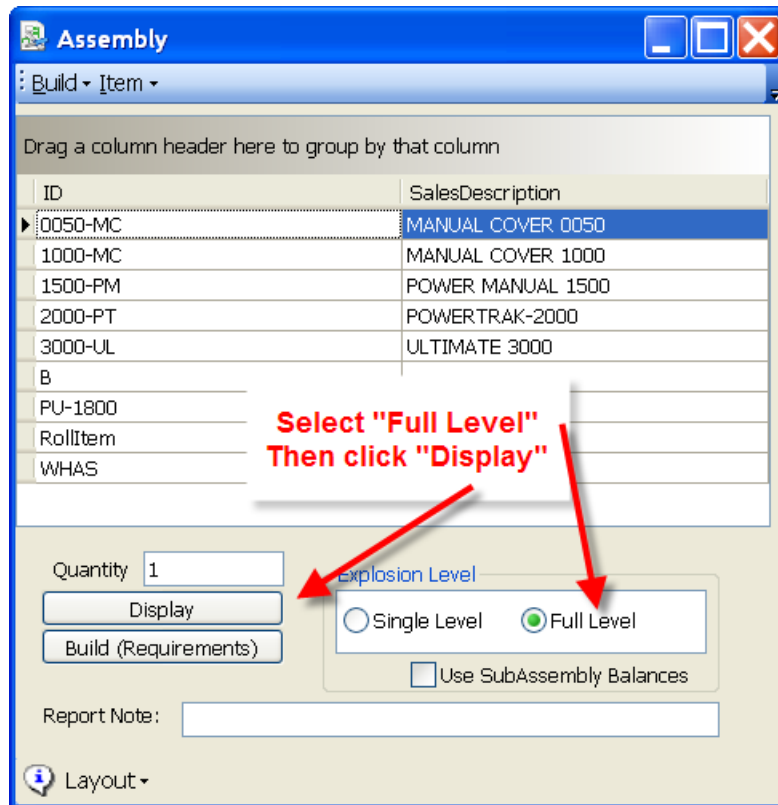 Assembly
Build Item
Drag a column header here to group by that column
ID SalesDescription
0050-MC MANUAL COVER 0050
1000-MC MANUAL COVER 1000
1500-PM POWER MANUAL 1500
2000-PT POWERTRAK-2000
3000-UL ULTIMATE 3000
B
PU-1800
RollItem
WHAS
Select "Full Level"
Then click "Display"
Quantity 1
Explosion Level
Display
Single Level Full Level
Build (Requirements)
Use SubAssembly Balances
Report Note:
Layout